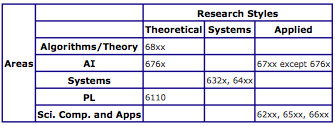 Research Styles
Theoretical Systems Applied
Areas
Algorithms/Theory 68xx
AI 676x 67xx except 676x
Systems 632x, 64xx
PL 6110
Sci. Comp. and Apps 62xx, 65xx, 66xx